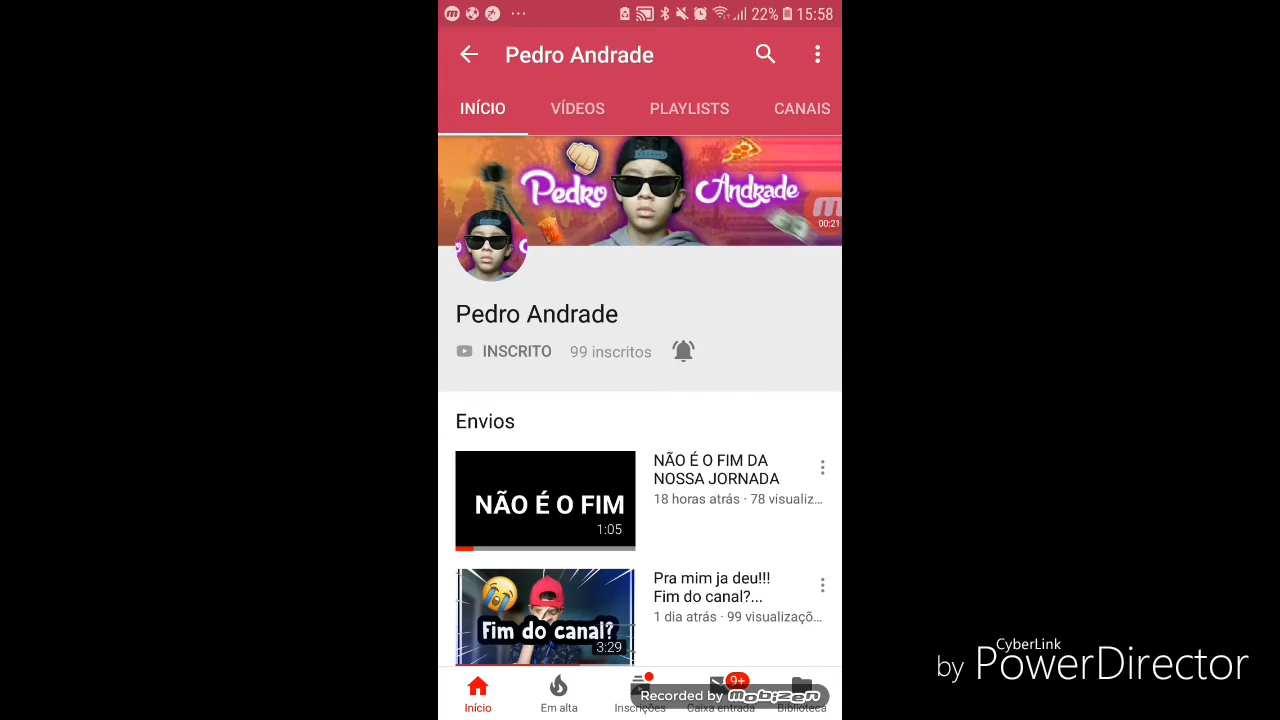 22% 15:58
Pedro Andrade
INÍCIO VÍDEOS PLAYLISTS CANAIS
Pedro Andrade
00:21
Pedro Andrade
INSCRITO 99 inscritos
Envios
NÃO É O FIM
1:05
NÃO É O FIM DA
NOSSA JORNADA
18 horas atrás · 78 visualiz...
Fim do canal?
3:29
Pra mim ja deu!!!
Fim do canal?...
1 dia atrás · 99 visualizaçõ...
9+
Recorded by mobizen
Início Em alta Inscrições Caixa entrada Biblioteca
CyberLink
by PowerDirector